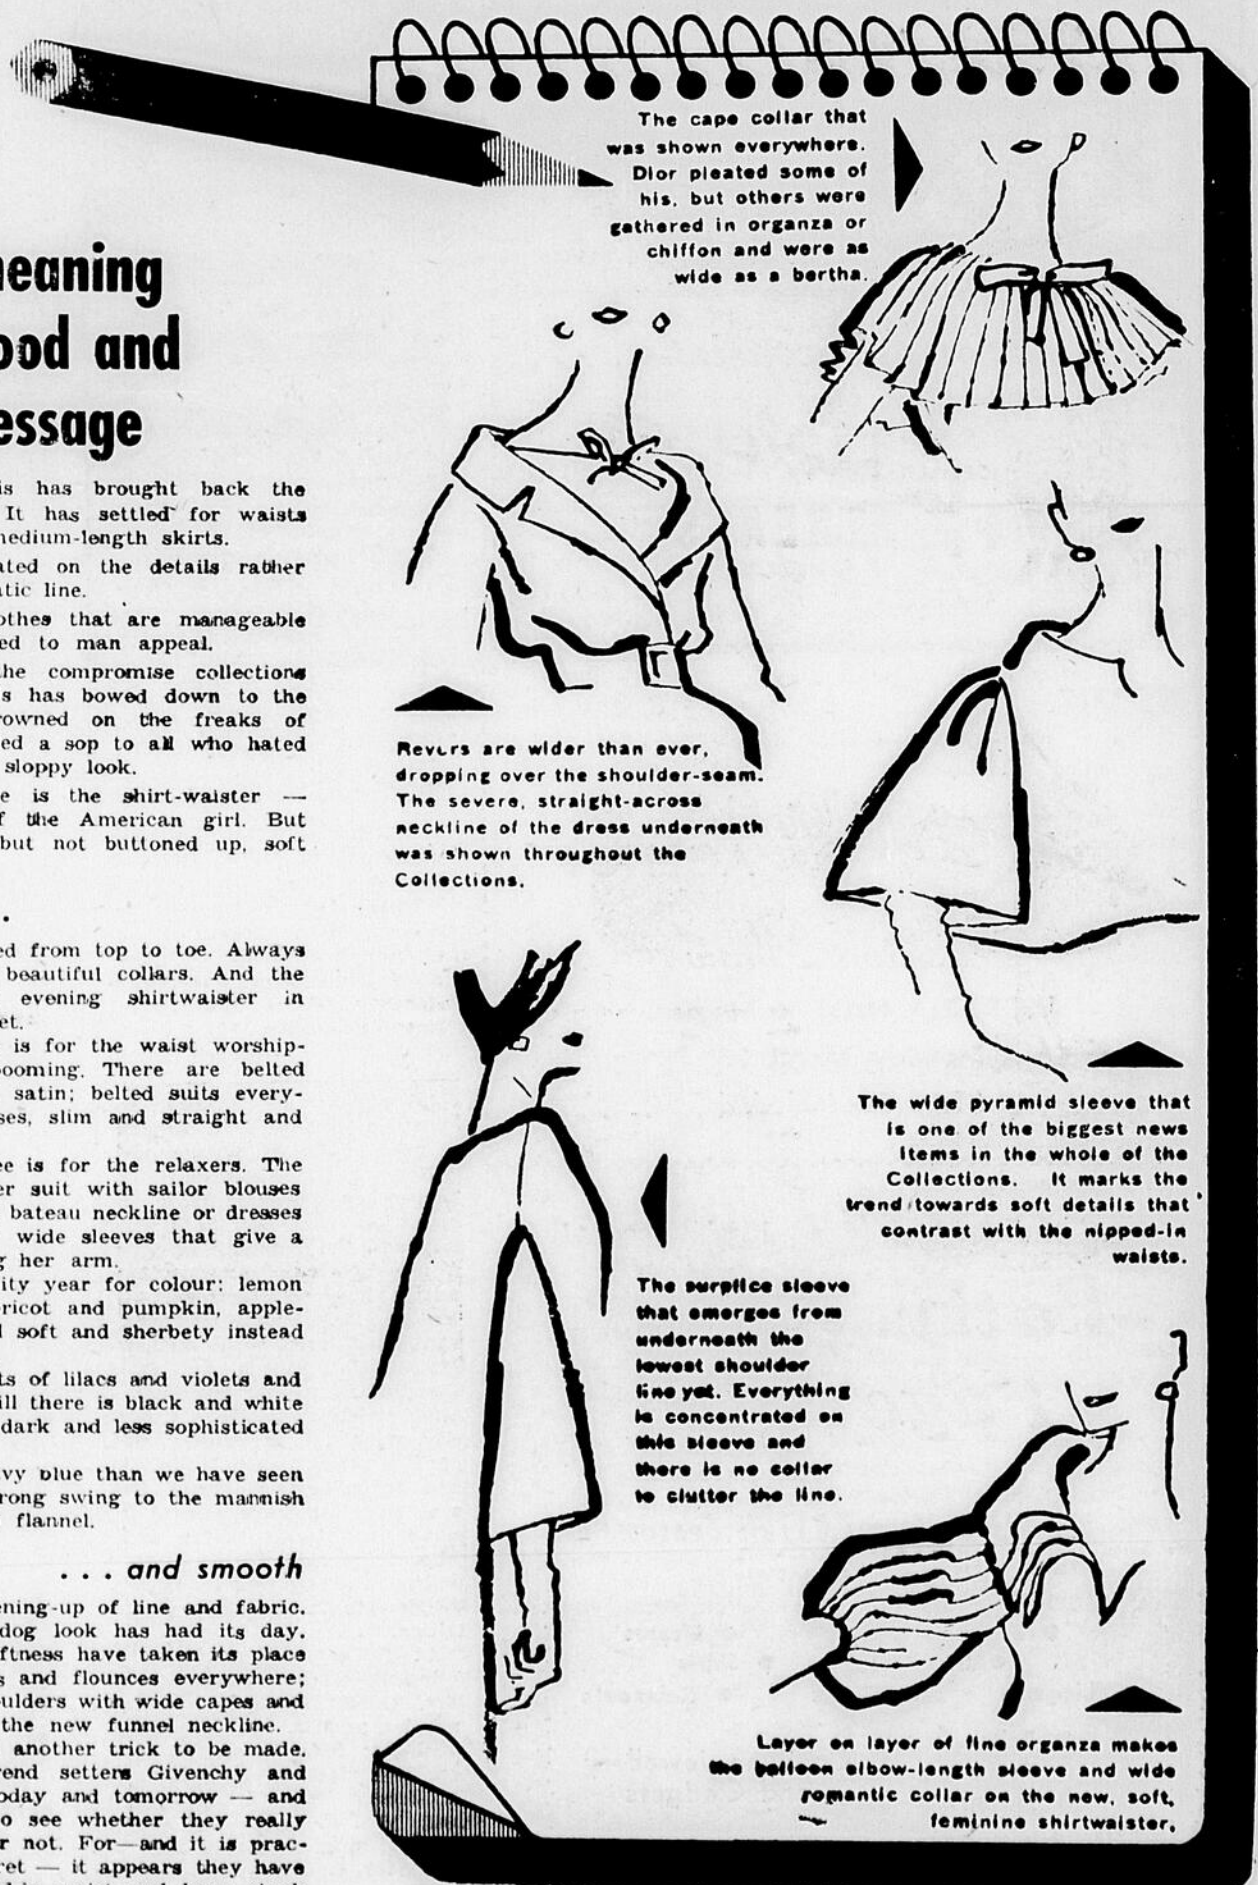 neaning
ood and
essage
is has brought back the
It has settled for waists
medium-length skirts.
ated on the details rather
tic line.
othes that are manageable
ed to man appeal.
the compromise collections
s has bowed down to the
rowned on the freaks of
ed a sop to all who hated
sloppy look.
e is the shirt-waister —
f the American girl. But
but not buttoned up, soft
.
ed from top to toe. Always
beautiful collars. And the
evening shirtwaister in
et.
is for the waist worship-
ooming. There are belted
satin; belted suits every-
ses, slim and straight and
ee is for the relaxers. The
er suit with sailor blouses
bateau neckline or dresses
wide sleeves that give a
g her arm.
ity year for colour: lemon
ricot and pumpkin, apple-
d soft and sherbety instead
ts of lilacs and violets and
ill there is black and white
dark and less sophisticated
vy blue than we have seen
rong swing to the mannish
flannel.
. . . and smooth
ening-up of line and fabric.
dog look has had its day.
ftness have taken its place
s and flounces everywhere;
oulders with wide capes and
the new funnel neckline.
another trick to be made.
rend setters Givenchy and
oday and tomorrow — and
o see whether they really
r not. For—and it is prac-
ret — it appears they have
The cape collar that
was shown everywhere.
Dior pleated some of
his, but others were
gathered in organza or
chiffon and were as
wide as a bertha.
Revers are wider than ever,
dropping over the shoulder-seam.
The severe, straight-across
neckline of the dress underneath
was shown throughout the
Collections.
The wide pyramid sleeve that
is one of the biggest news
items in the whole of the
Collections. It marks the
trend towards soft details that
contrast with the nipped-in
waists.
The surplice sleeve
that emerges from
underneath the
lowest shoulder
line yet. Everything
is concentrated on
this sleeve and
there is no collar
to clutter the line.
Layer on layer of fine organza makes
the balloon elbow-length sleeve and wide
romantic collar on the new, soft,
feminine shirtwaister.